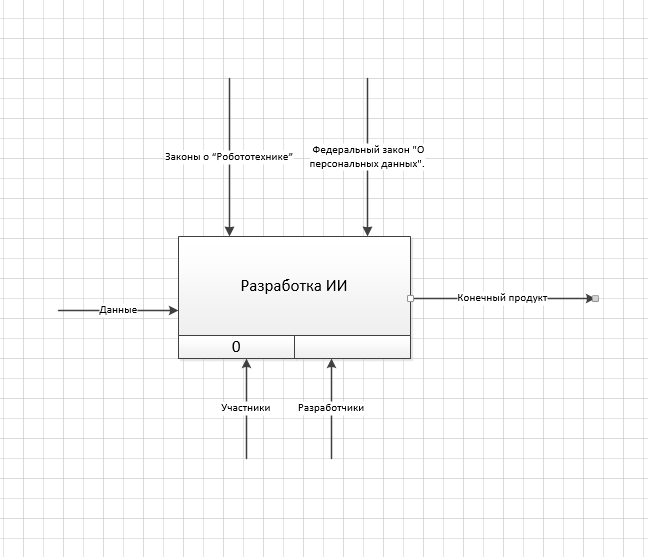 Законы о “Робототехнике”
Федеральный закон "О
персональных данных".
Разработка ИИ
Данные
Конечный продукт
0
Участники
Разработчики